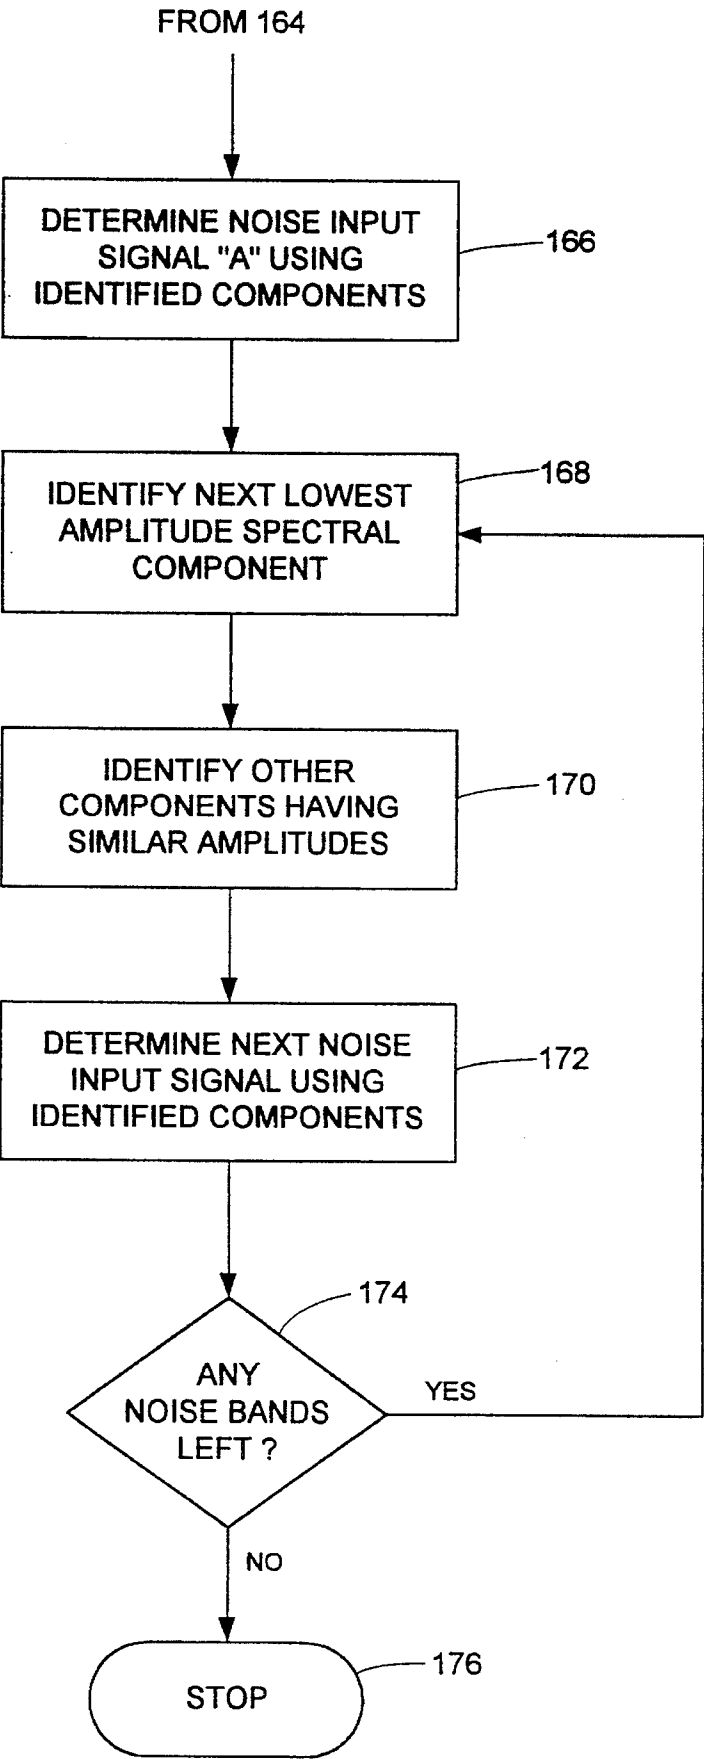 FROM 164
DETERMINE NOISE INPUT
SIGNAL "A" USING
IDENTIFIED COMPONENTS
166
IDENTIFY NEXT LOWEST
AMPLITUDE SPECTRAL
COMPONENT
168
IDENTIFY OTHER
COMPONENTS HAVING
SIMILAR AMPLITUDES
170
DETERMINE NEXT NOISE
INPUT SIGNAL USING
IDENTIFIED COMPONENTS
172
174
ANY
NOISE BANDS
LEFT ?
YES
NO
STOP
176